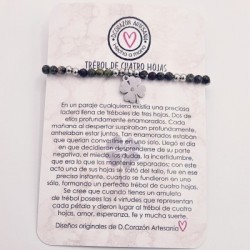 CORAZÓN ARTESANÍA
Hecho a mano
TRÉBOL DE CUATRO HOJAS
En un paraje cualquiera existía una preciosa
ladera llena de tréboles de tres hojas. Dos de
ellos profundamente enamorados. Cada
mañana al despertar suspiraban profundamente,
anhelaban estar juntos. Tan enamorados estaban
que querían convertirse en uno solo. Llegó el día
en que decidieron desprenderse de su parte
negativa; el miedo, las dudas, la incertidumbre,
que era lo que los mantenía separados; con este
acto una de sus hojas se soltó del tallo, fue en ese
preciso instante, cuando se fundieron en uno
sólo, formando un perfecto trébol de cuatro hojas.
Se cree que cuando tienes un amuleto
de trébol posees las 4 virtudes que representan
cada pétalo y dieron lugar al trébol de cuatro
hojas, amor, esperanza, fe y mucha suerte.
Diseños originales de D.Corazón Artesanía